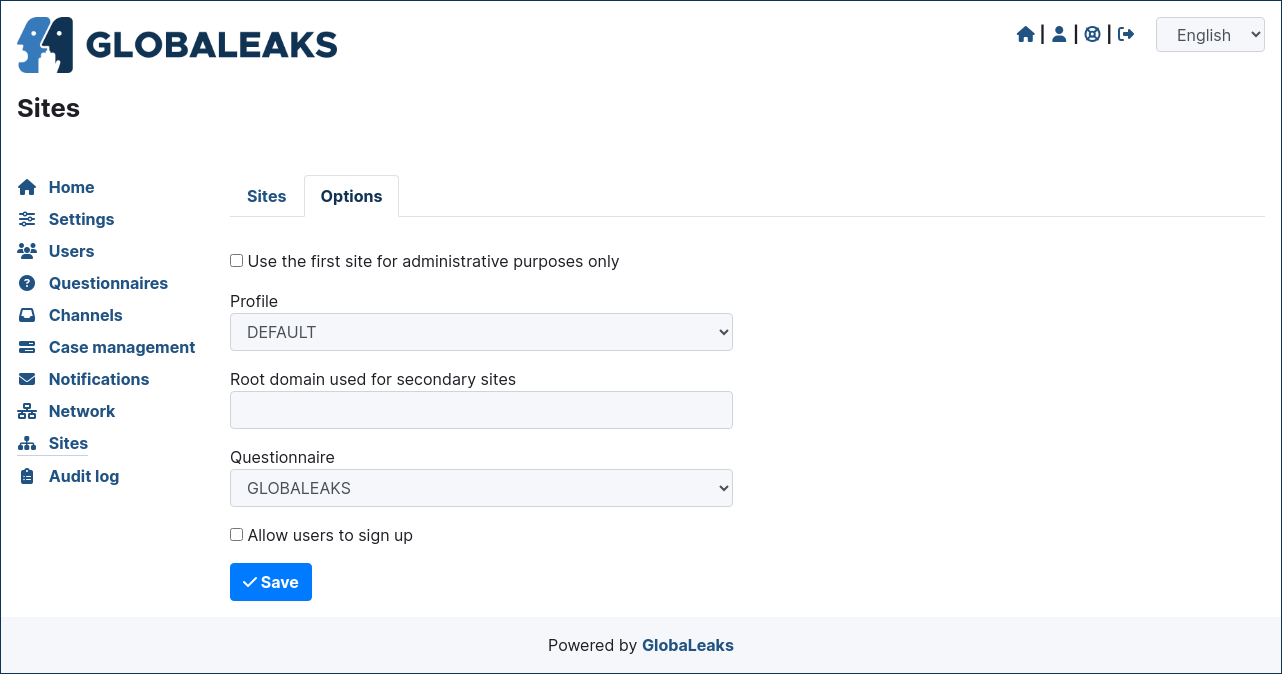 GLOBALEAKS
| | |
English
Sites
Home
Settings
Users
Questionnaires
Channels
Case management
Notifications
Network
Sites
Audit log
Sites Options
Use the first site for administrative purposes only
Profile
DEFAULT
Root domain used for secondary sites
Questionnaire
GLOBALEAKS
Allow users to sign up
Save
Powered by GlobaLeaks